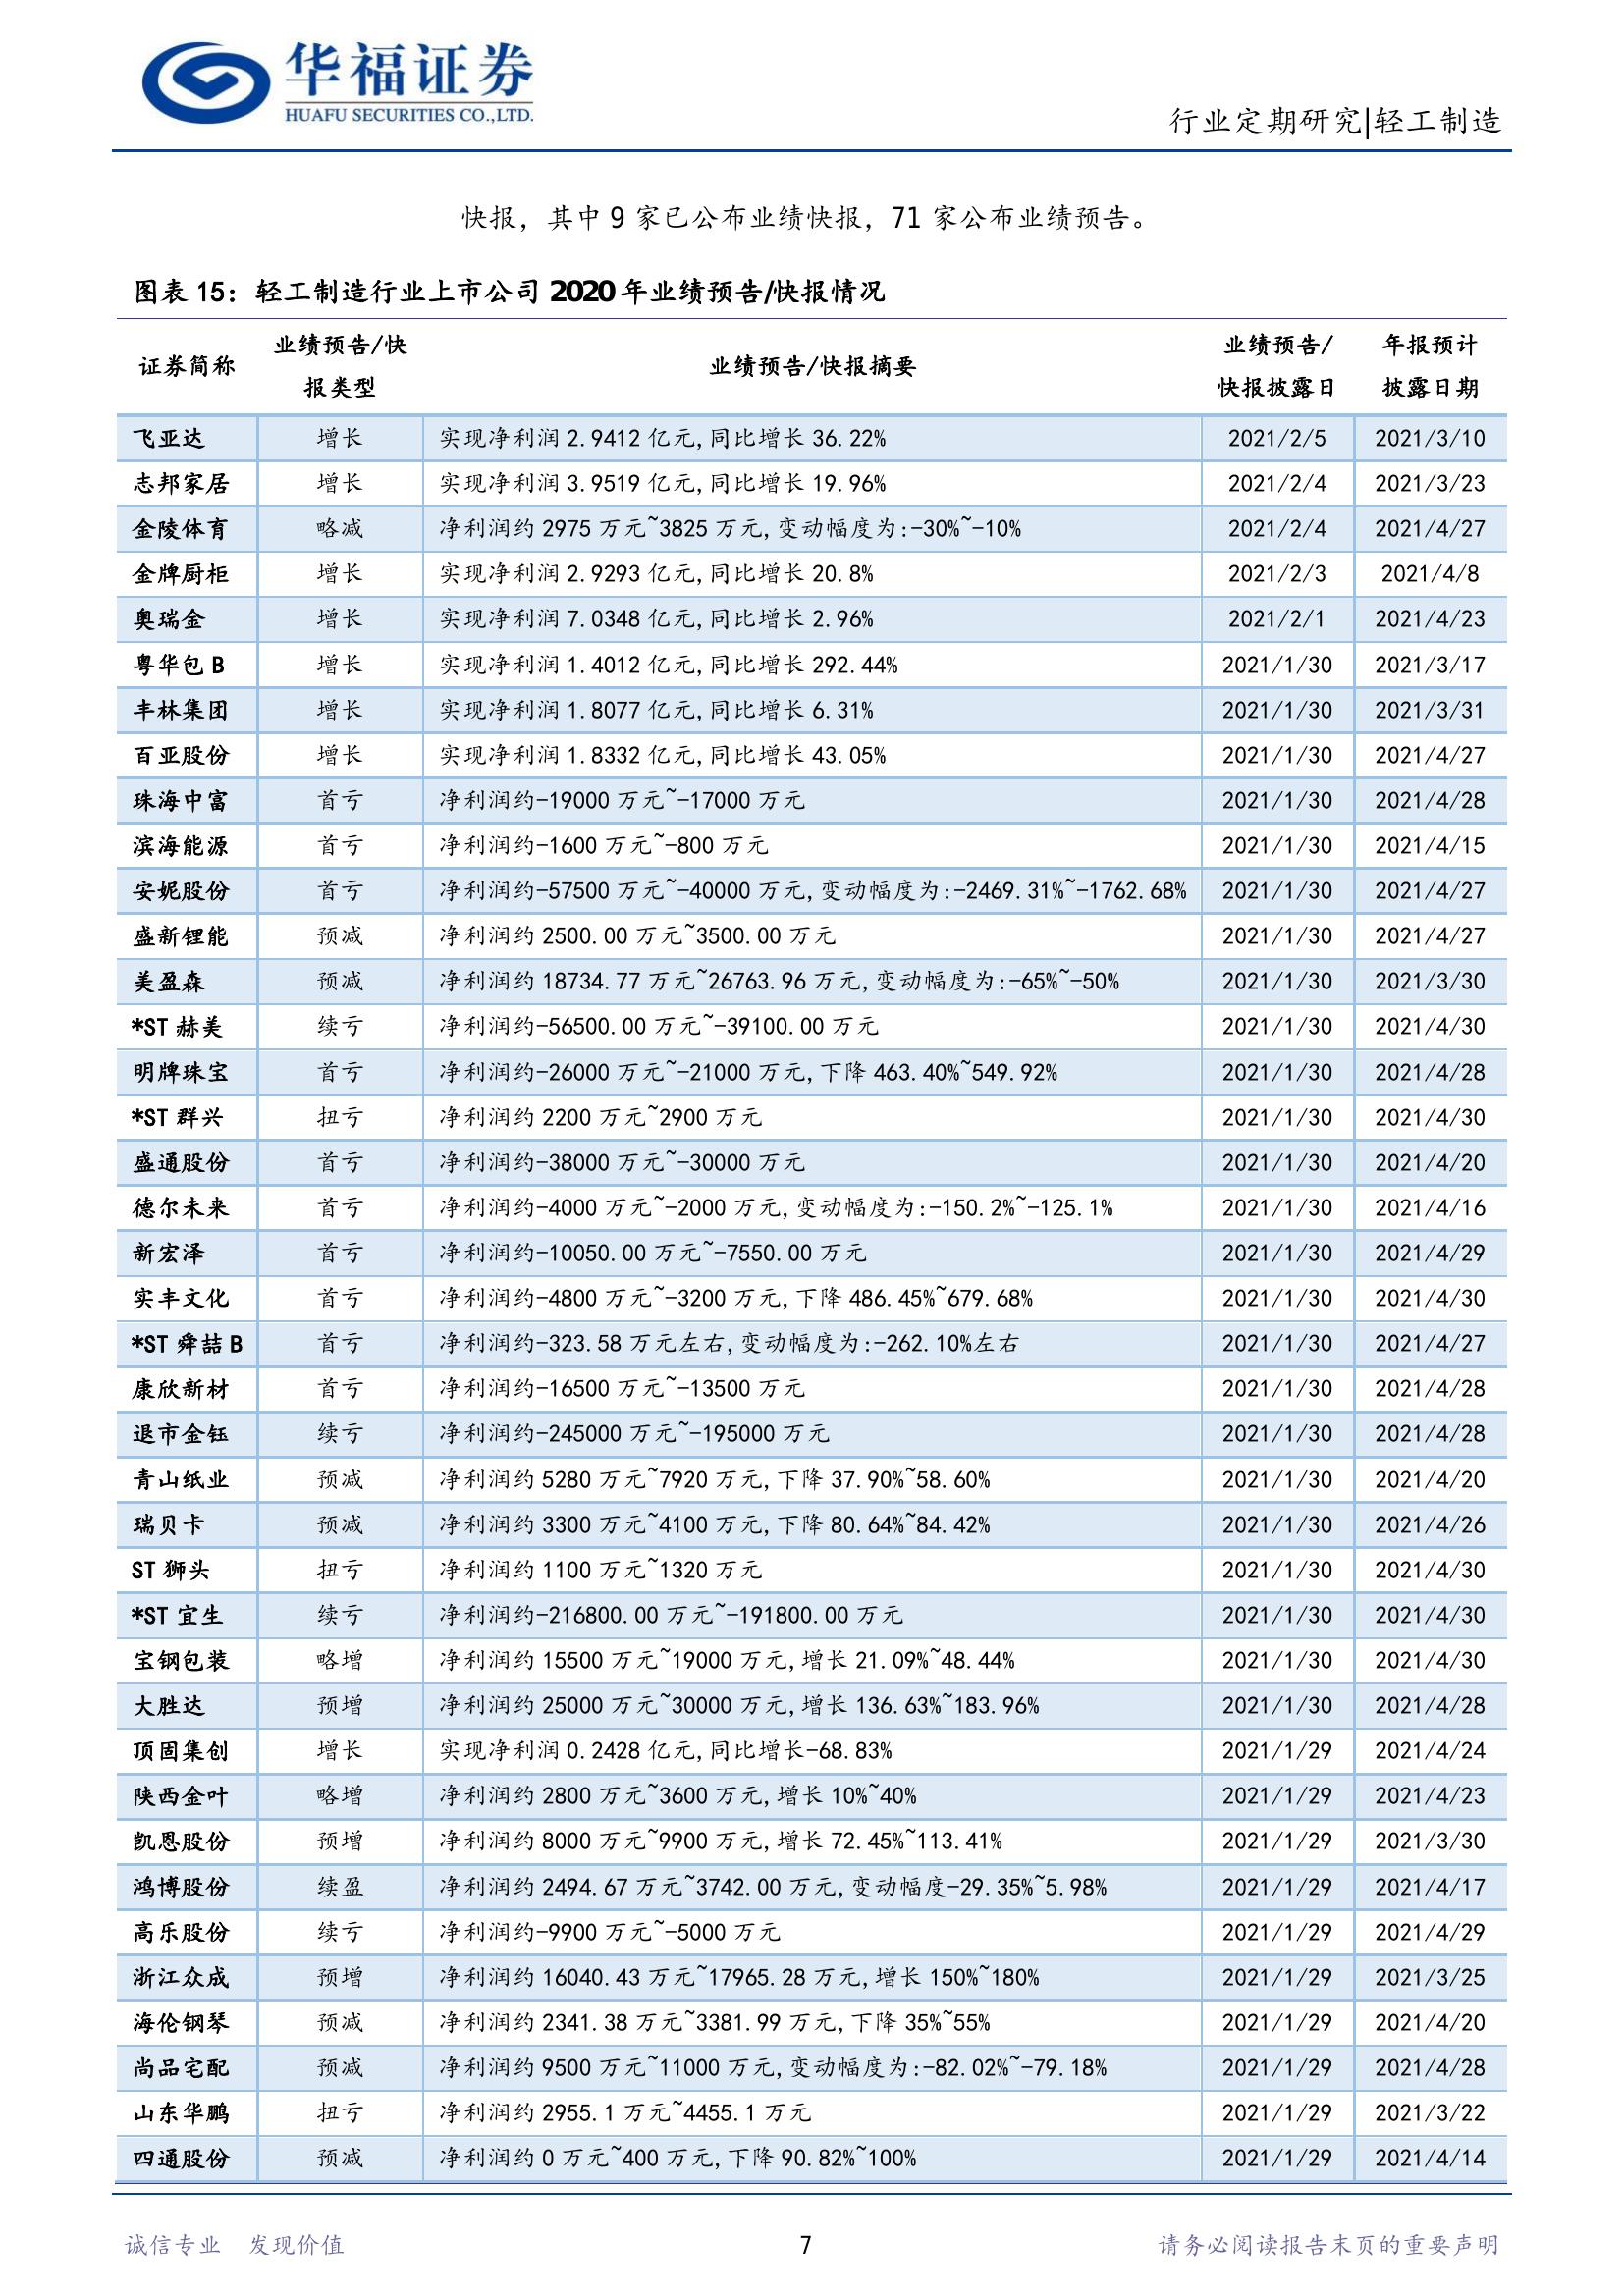 华福证券
HUAFU SECURITIES CO.,LTD.
行业定期研究|轻工制造
快报，其中 9 家已公布业绩快报，71 家公布业绩预告。
图表 15：轻工制造行业上市公司 2020 年业绩预告/快报情况
证券简称 业绩预告/快报类型 业绩预告/快报摘要 业绩预告/快报披露日 年报预计披露日期
飞亚达 增长 实现净利润 2.9412 亿元,同比增长 36.22% 2021/2/5 2021/3/10
志邦家居 增长 实现净利润 3.9519 亿元,同比增长 19.96% 2021/2/4 2021/3/23
金陵体育 略减 净利润约 2975 万元~3825 万元,变动幅度为:-30%~-10% 2021/2/4 2021/4/27
金牌厨柜 增长 实现净利润 2.9293 亿元,同比增长 20.8% 2021/2/3 2021/4/8
奥瑞金 增长 实现净利润 7.0348 亿元,同比增长 2.96% 2021/2/1 2021/4/23
粤华包 B 增长 实现净利润 1.4012 亿元,同比增长 292.44% 2021/1/30 2021/3/17
丰林集团 增长 实现净利润 1.8077 亿元,同比增长 6.31% 2021/1/30 2021/3/31
百亚股份 增长 实现净利润 1.8332 亿元,同比增长 43.05% 2021/1/30 2021/4/27
珠海中富 首亏 净利润约-19000 万元~-17000 万元 2021/1/30 2021/4/28
滨海能源 首亏 净利润约-1600 万元~-800 万元 2021/1/30 2021/4/15
安妮股份 首亏 净利润约-57500 万元~-40000 万元,变动幅度为:-2469.31%~-1762.68% 2021/1/30 2021/4/27
盛新锂能 预减 净利润约 2500.00 万元~3500.00 万元 2021/1/30 2021/4/27
美盈森 预减 净利润约 18734.77 万元~26763.96 万元,变动幅度为:-65%~-50% 2021/1/30 2021/3/30
*ST 赫美 续亏 净利润约-56500.00 万元~-39100.00 万元 2021/1/30 2021/4/30
明牌珠宝 首亏 净利润约-26000 万元~-21000 万元,下降 463.40%~549.92% 2021/1/30 2021/4/28
*ST 群兴 扭亏 净利润约 2200 万元~2900 万元 2021/1/30 2021/4/30
盛通股份 首亏 净利润约-38000 万元~-30000 万元 2021/1/30 2021/4/20
德尔未来 首亏 净利润约-4000 万元~-2000 万元,变动幅度为:-150.2%~-125.1% 2021/1/30 2021/4/16
新宏泽 首亏 净利润约-10050.00 万元~-7550.00 万元 2021/1/30 2021/4/29
实丰文化 首亏 净利润约-4800 万元~-3200 万元,下降 486.45%~679.68% 2021/1/30 2021/4/30
*ST 舜喆 B 首亏 净利润约-323.58 万元左右,变动幅度为:-262.10%左右 2021/1/30 2021/4/27
康欣新材 首亏 净利润约-16500 万元~-13500 万元 2021/1/30 2021/4/28
退市金钰 续亏 净利润约-245000 万元~-195000 万元 2021/1/30 2021/4/28
青山纸业 预减 净利润约 5280 万元~7920 万元,下降 37.90%~58.60% 2021/1/30 2021/4/20
瑞贝卡 预减 净利润约 3300 万元~4100 万元,下降 80.64%~84.42% 2021/1/30 2021/4/26
ST 狮头 扭亏 净利润约 1100 万元~1320 万元 2021/1/30 2021/4/30
*ST 宜生 续亏 净利润约-216800.00 万元~-191800.00 万元 2021/1/30 2021/4/30
宝钢包装 略增 净利润约 15500 万元~19000 万元,增长 21.09%~48.44% 2021/1/30 2021/4/30
大胜达 预增 净利润约 25000 万元~30000 万元,增长 136.63%~183.96% 2021/1/30 2021/4/28
顶固集创 增长 实现净利润 0.2428 亿元,同比增长-68.83% 2021/1/29 2021/4/24
陕西金叶 略增 净利润约 2800 万元~3600 万元,增长 10%~40% 2021/1/29 2021/4/23
凯恩股份 预增 净利润约 8000 万元~9900 万元,增长 72.45%~113.41% 2021/1/29 2021/3/30
鸿博股份 续盈 净利润约 2494.67 万元~3742.00 万元,变动幅度-29.35%~5.98% 2021/1/29 2021/4/17
高乐股份 续亏 净利润约-9900 万元~-5000 万元 2021/1/29 2021/4/29
浙江众成 预增 净利润约 16040.43 万元~17965.28 万元,增长 150%~180% 2021/1/29 2021/3/25
海伦钢琴 预减 净利润约 2341.38 万元~3381.99 万元,下降 35%~55% 2021/1/29 2021/4/20
尚品宅配 预减 净利润约 9500 万元~11000 万元,变动幅度为:-82.02%~-79.18% 2021/1/29 2021/4/28
山东华鹏 扭亏 净利润约 2955.1 万元~4455.1 万元 2021/1/29 2021/3/22
四通股份 预减 净利润约 0 万元~400 万元,下降 90.82%~100% 2021/1/29 2021/4/14
诚信专业 发现价值 7 请务必阅读报告末页的重要声明